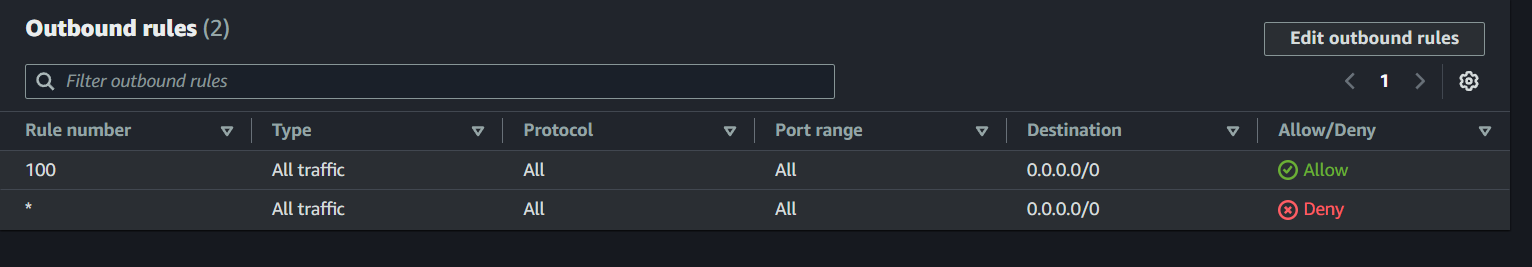 Outbound rules (2)
Edit outbound rules
Filter outbound rules
1
Rule number Type Protocol Port range Destination Allow/Deny
100 All traffic All All 0.0.0.0/0 Allow
* All traffic All All 0.0.0.0/0 Deny